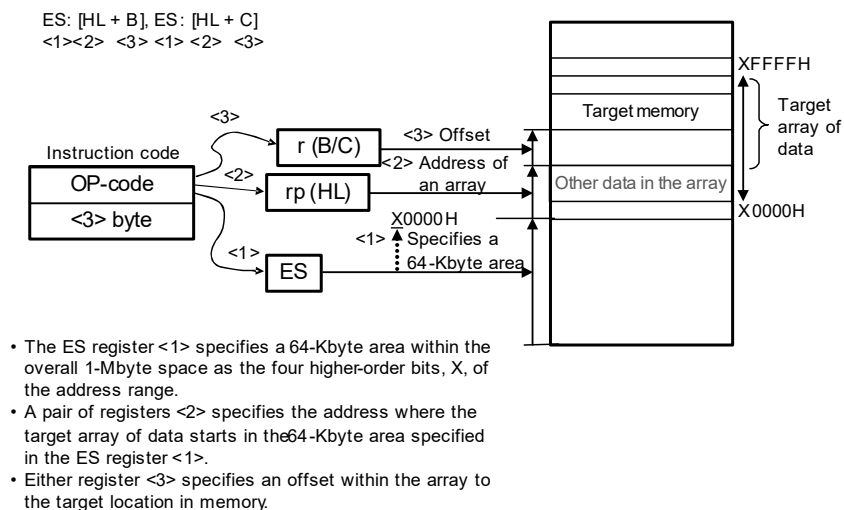 ES: [HL + B], ES: [HL + C]
<1><2> <3> <1> <2> <3>
XFFFFH
<3>
Target memory
Target
array of
data
r (B/C)
<3> Offset
Instruction code
<2> Address of
an array
OP-code
<2>
rp (HL)
Other data in the array
<3> byte
X0000H
X0000H
<1>
<1> Specifies a
64-Kbyte area
ES
• The ES register <1> specifies a 64-Kbyte area within the
overall 1-Mbyte space as the four higher-order bits, X, of
the address range.
• A pair of registers <2> specifies the address where the
target array of data starts in the64-Kbyte area specified
in the ES register <1>.
• Either register <3> specifies an offset within the array to
the target location in memory.